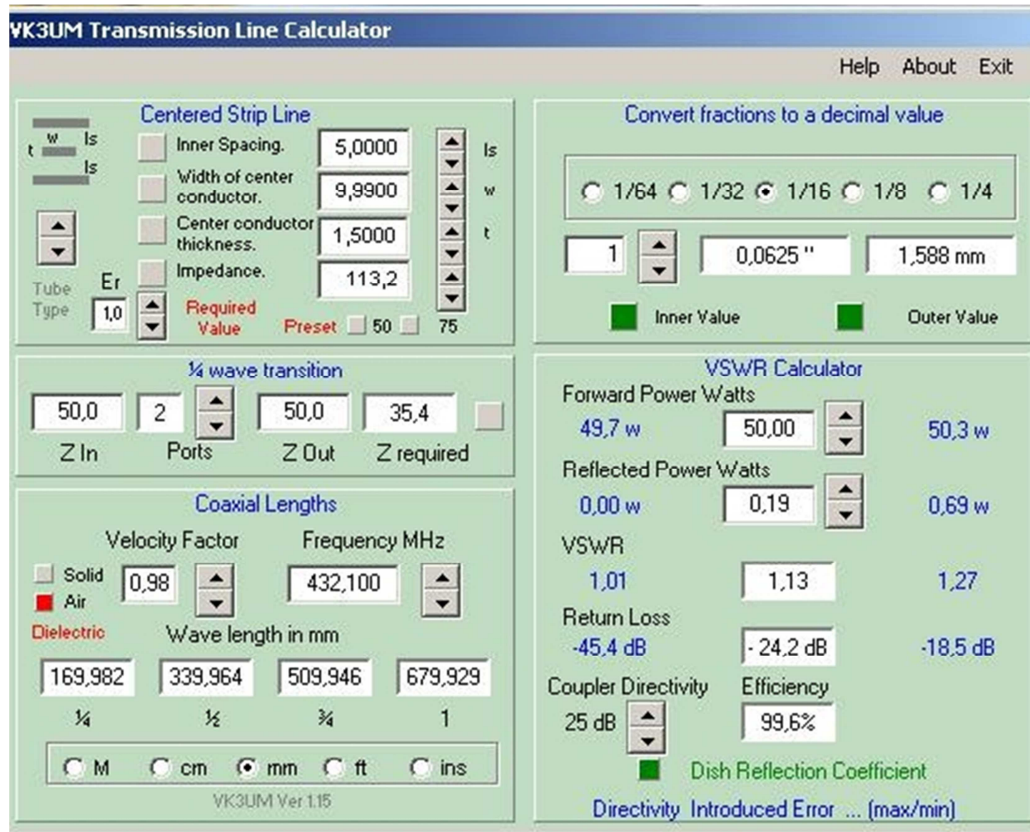 VK3UM Transmission Line Calculator
Help About Exit
Centered Strip Line
w Is
t
Is
Inner Spacing. 5,0000 Is
Width of center
conductor. 9,9900 w
Center conductor
thickness. 1,5000 t
Impedance. 113,2
Tube
Type
Er
1,0
Required
Value
Preset 50 75
Convert fractions to a decimal value
1/64 1/32 1/16 1/8 1/4
1 0,0625 " 1,588 mm
Inner Value Outer Value
¼ wave transition
50,0 2 50,0 35,4
Z In Ports Z Out Z required
Coaxial Lengths
Velocity Factor Frequency MHz
Solid
Air
0,98 432,100
Dielectric Wave length in mm
169,982 339,964 509,946 679,929
¼ ½ ¾ 1
M cm mm ft ins
VK3UM Ver 1.15
VSWR Calculator
Forward Power Watts
49,7 w 50,00 50,3 w
Reflected Power Watts
0,00 w 0,19 0,69 w
VSWR
1,01 1,13 1,27
Return Loss
-45,4 dB - 24,2 dB -18,5 dB
Coupler Directivity Efficiency
25 dB 99,6%
Dish Reflection Coefficient
Directivity Introduced Error ... (max/min)